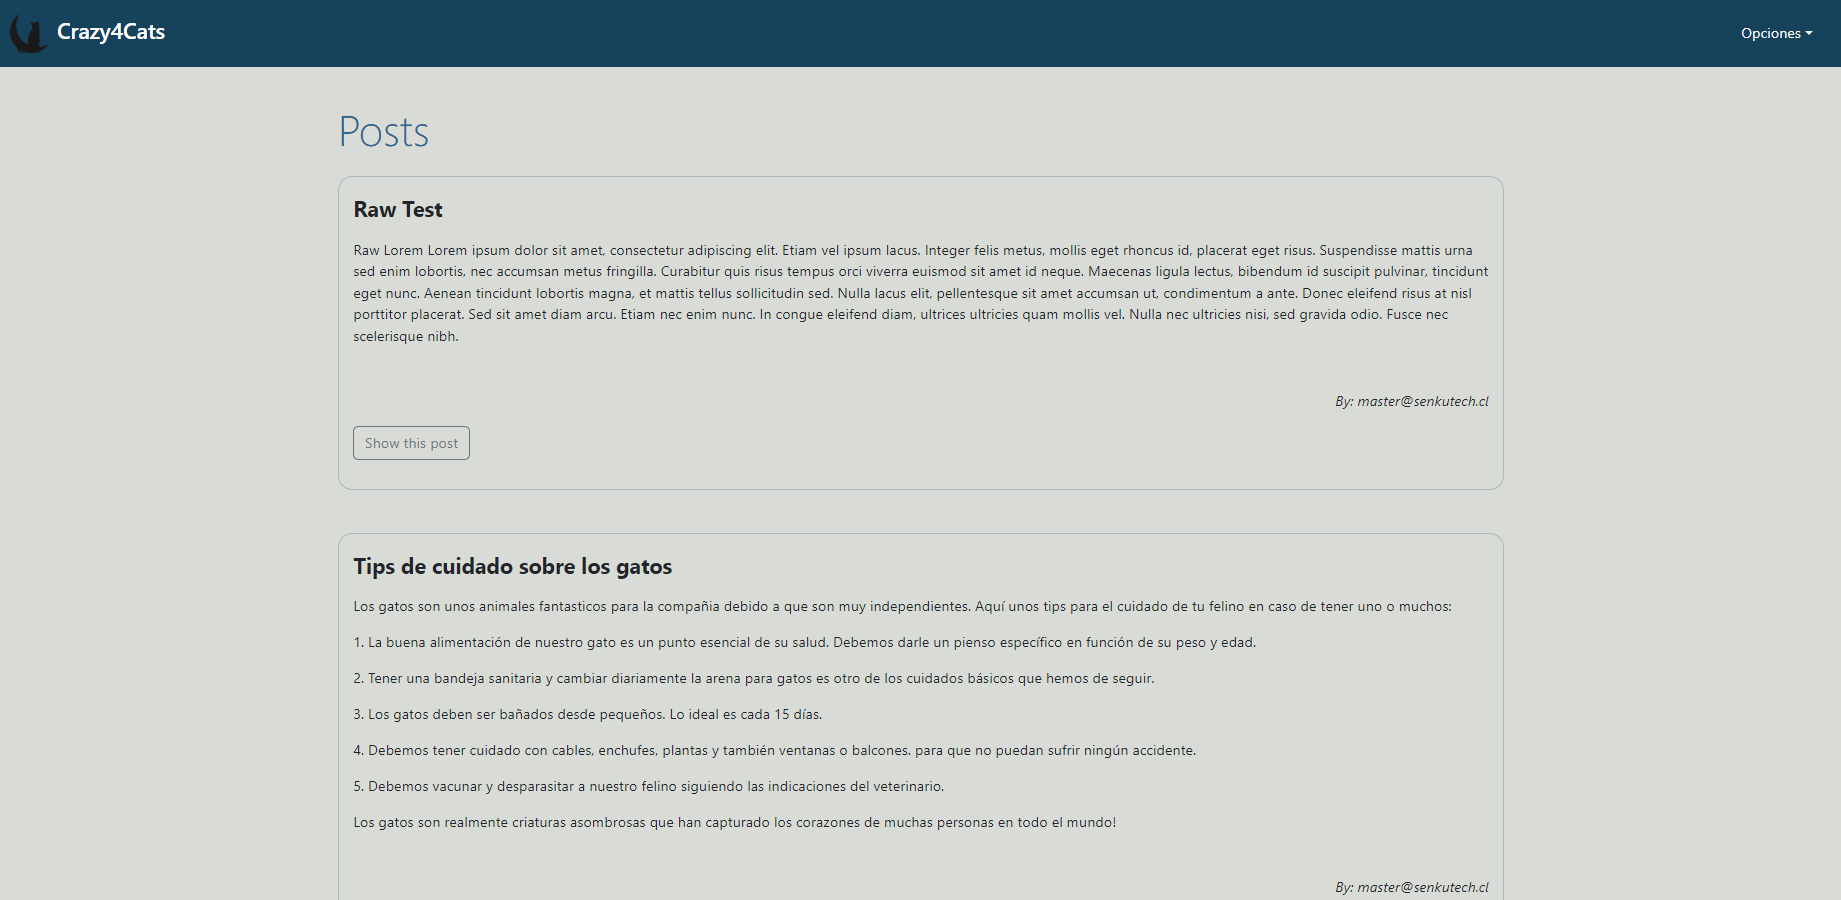 Crazy4Cats
Opciones
Posts
Raw Test
Raw Lorem Lorem ipsum dolor sit amet, consectetur adipiscing elit. Etiam vel ipsum lacus. Integer felis metus, mollis eget rhoncus id, placerat eget risus. Suspendisse mattis urna
sed enim lobortis, nec accumsan metus fringilla. Curabitur quis risus tempus orci viverra euismod sit amet id neque. Maecenas ligula lectus, bibendum id suscipit pulvinar, tincidunt
eget nunc. Aenean tincidunt lobortis magna, et mattis tellus sollicitudin sed. Nulla lacus elit, pellentesque sit amet accumsan ut, condimentum a ante. Donec eleifend risus at nisl
porttitor placerat. Sed sit amet diam arcu. Etiam nec enim nunc. In congue eleifend diam, ultrices ultricies quam mollis vel. Nulla nec ultricies nisi, sed gravida odio. Fusce nec
scelerisque nibh.
By: master@senkutech.cl
Show this post
Tips de cuidado sobre los gatos
Los gatos son unos animales fantasticos para la compañia debido a que son muy independientes. Aquí unos tips para el cuidado de tu felino en caso de tener uno o muchos:
1. La buena alimentación de nuestro gato es un punto esencial de su salud. Debemos darle un pienso específico en función de su peso y edad.
2. Tener una bandeja sanitaria y cambiar diariamente la arena para gatos es otro de los cuidados básicos que hemos de seguir.
3. Los gatos deben ser bañados desde pequeños. Lo ideal es cada 15 días.
4. Debemos tener cuidado con cables, enchufes, plantas y también ventanas o balcones. para que no puedan sufrir ningún accidente.
5. Debemos vacunar y desparasitar a nuestro felino siguiendo las indicaciones del veterinario.
Los gatos son realmente criaturas asombrosas que han capturado los corazones de muchas personas en todo el mundo!
By: master@senkutech.cl